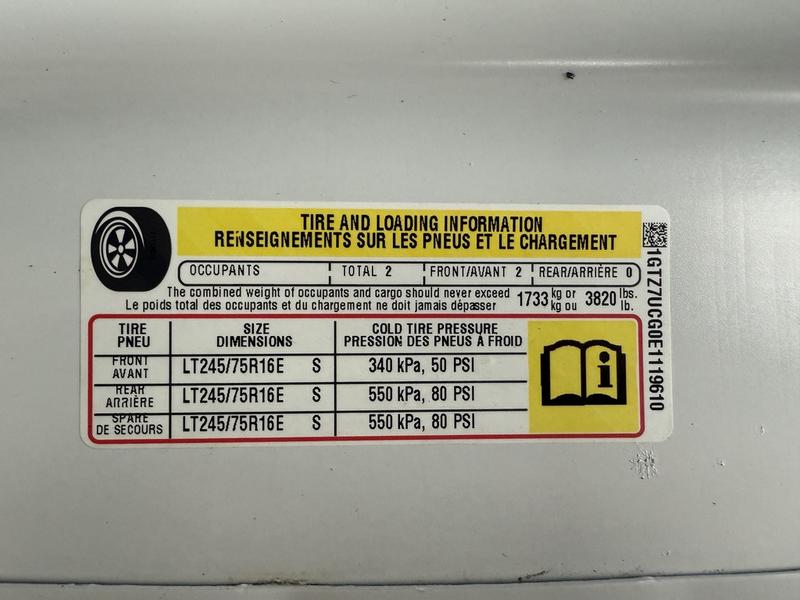 TIRE AND LOADING INFORMATION
RENSEIGNEMENTS SUR LES PNEUS ET LE CHARGEMENT
OCCUPANTS TOTAL 2 FRONT/AVANT 2 REAR/ARRIÈRE 0
The combined weight of occupants and cargo should never exceed 1733 kg or 3820 lbs.
Le poids total des occupants et du chargement ne doit jamais dépasser kg ou lb.
TIRE SIZE COLD TIRE PRESSURE
PNEU DIMENSIONS PRESSION DES PNEUS À FROID
FRONT
AVANT LT245/75R16E S 340 kPa, 50 PSI
REAR
ARRIÈRE LT245/75R16E S 550 kPa, 80 PSI
SPARE
DE SECOURS LT245/75R16E S 550 kPa, 80 PSI
1GTZ7UCG0E1119610